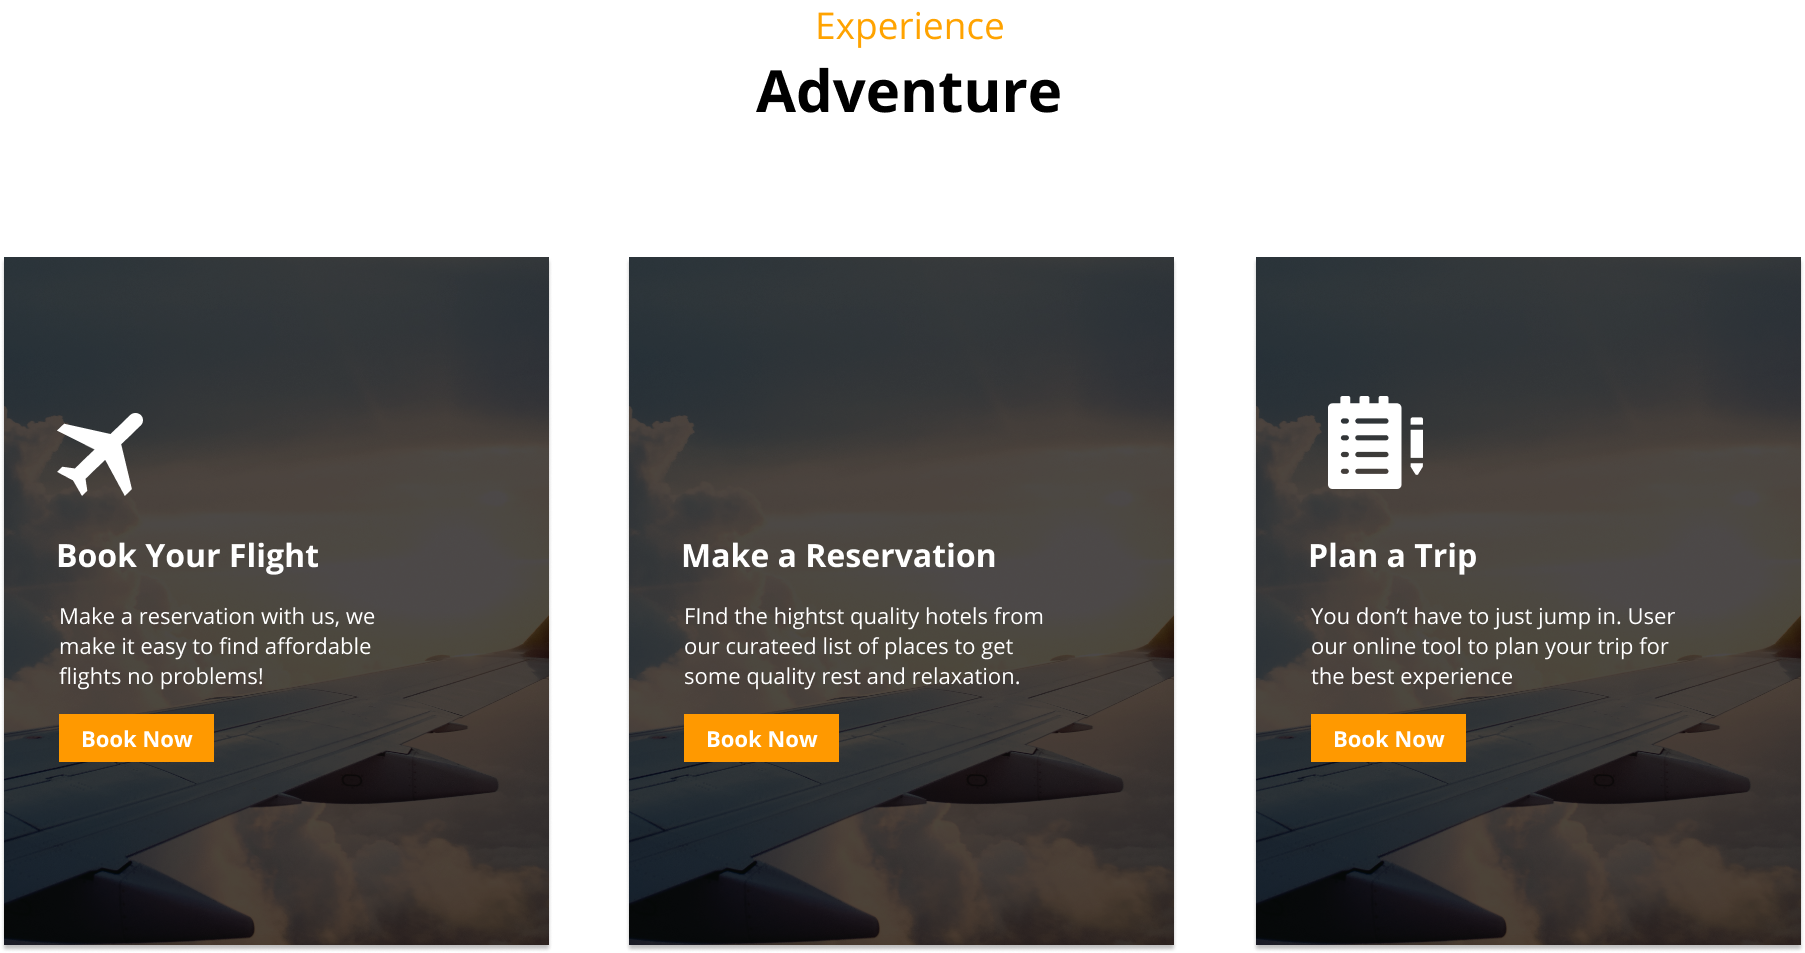 Experience
Adventure
Book Your Flight
Make a reservation with us, we
make it easy to find affordable
flights no problems!
Book Now
Make a Reservation
FInd the hightst quality hotels from
our curateed list of places to get
some quality rest and relaxation.
Book Now
Plan a Trip
You don’t have to just jump in. User
our online tool to plan your trip for
the best experience
Book Now